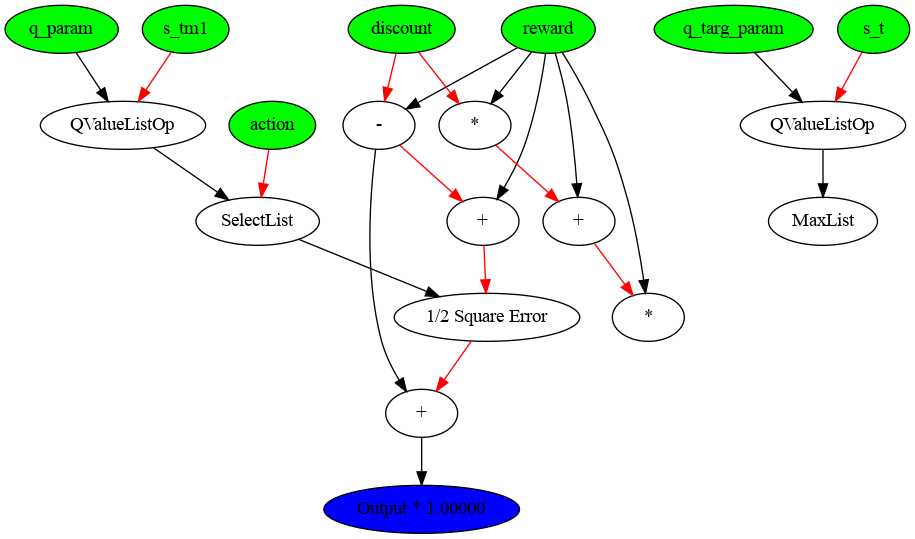 q_param
s_tm1
discount
reward
q_targ_param
s_t
QValueListOp
action
-
*
QValueListOp
SelectList
+
+
MaxList
1/2 Square Error
*
+
Output * 1.00000